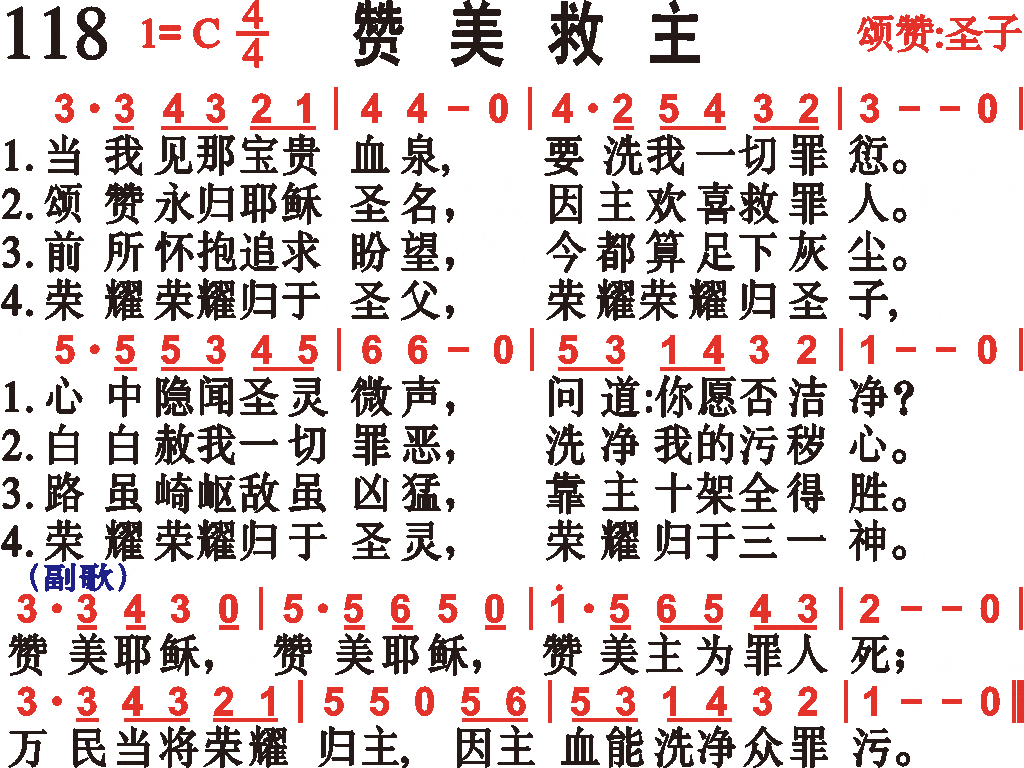 118 1=C 4/4 赞美救主 颂赞:圣子
3·3 4 3 2 1 | 4 4 - 0 | 4·2 5 4 3 2 | 3 - - 0 |
1.当我见那宝贵血泉,要洗我一切罪愆。
2.颂赞永归耶稣圣名,因主欢喜救罪人。
3.前所怀抱追求盼望,今都算足下灰尘。
4.荣耀荣耀归于圣父,荣耀荣耀归圣子,
5·5 5 3 4 5 | 6 6 - 0 | 5 3 1 4 3 2 | 1 - - 0 |
1.心中隐闻圣灵微声,问道:你愿否洁净?
2.白白赦我一切罪恶,洗净我的污秽心。
3.路虽崎岖敌虽凶猛,靠主十架全得胜。
4.荣耀荣耀归于圣灵,荣耀归于三一神。
(副歌)
3·3 4 3 0 | 5·5 6 5 0 | i·5 6 5 4 3 | 2 - - 0 |
赞美耶稣,赞美耶稣,赞美主为罪人死;
3·3 4 3 2 1 | 5 5 0 5 6 | 5 3 1 4 3 2 | 1 - - 0 ‖
万民当将荣耀归主,因主血能洗净众罪污。